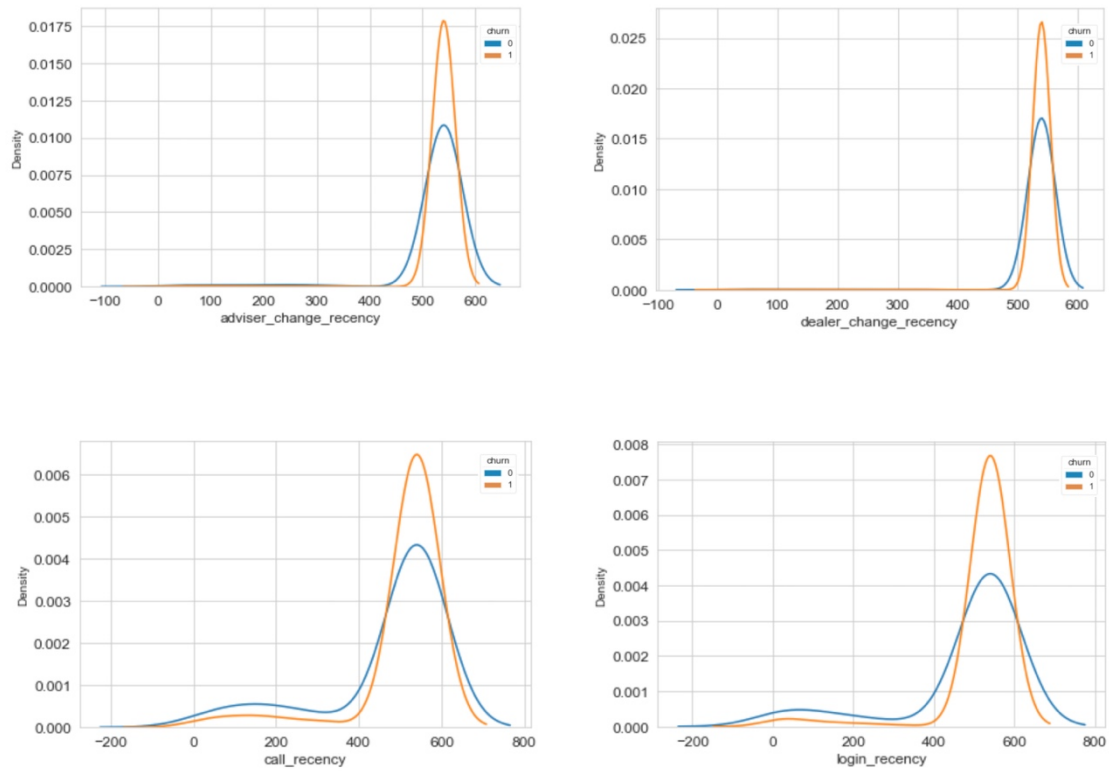 churn
0
1
0.0175
0.0150
0.0125
0.0100
0.0075
0.0050
0.0025
0.0000
Density
−100 0 100 200 300 400 500 600
adviser_change_recency
churn
0
1
0.025
0.020
0.015
0.010
0.005
0.000
Density
−100 0 100 200 300 400 500 600
dealer_change_recency
churn
0
1
0.006
0.005
0.004
0.003
0.002
0.001
0.000
Density
−200 0 200 400 600 800
call_recency
churn
0
1
0.008
0.007
0.006
0.005
0.004
0.003
0.002
0.001
0.000
Density
−200 0 200 400 600 800
login_recency